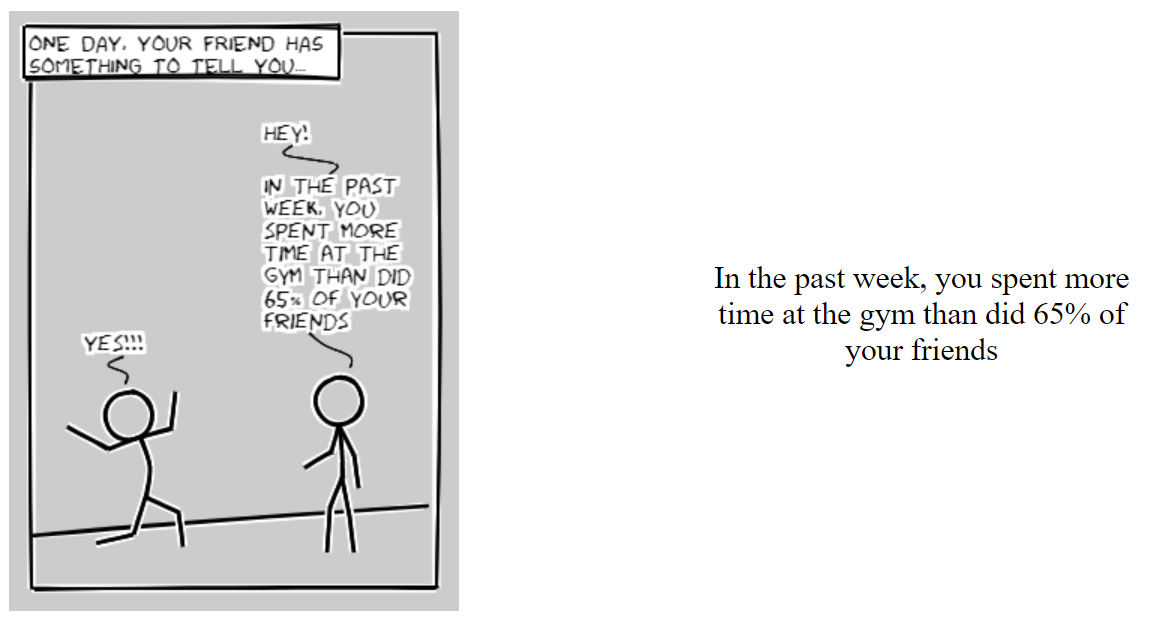 ONE DAY, YOUR FRIEND HAS
SOMETHING TO TELL YOU...
HEY!
IN THE PAST
WEEK, YOU
SPENT MORE
TIME AT THE
GYM THAN DID
65% OF YOUR
FRIENDS
YES!!!
In the past week, you spent more
time at the gym than did 65% of
your friends